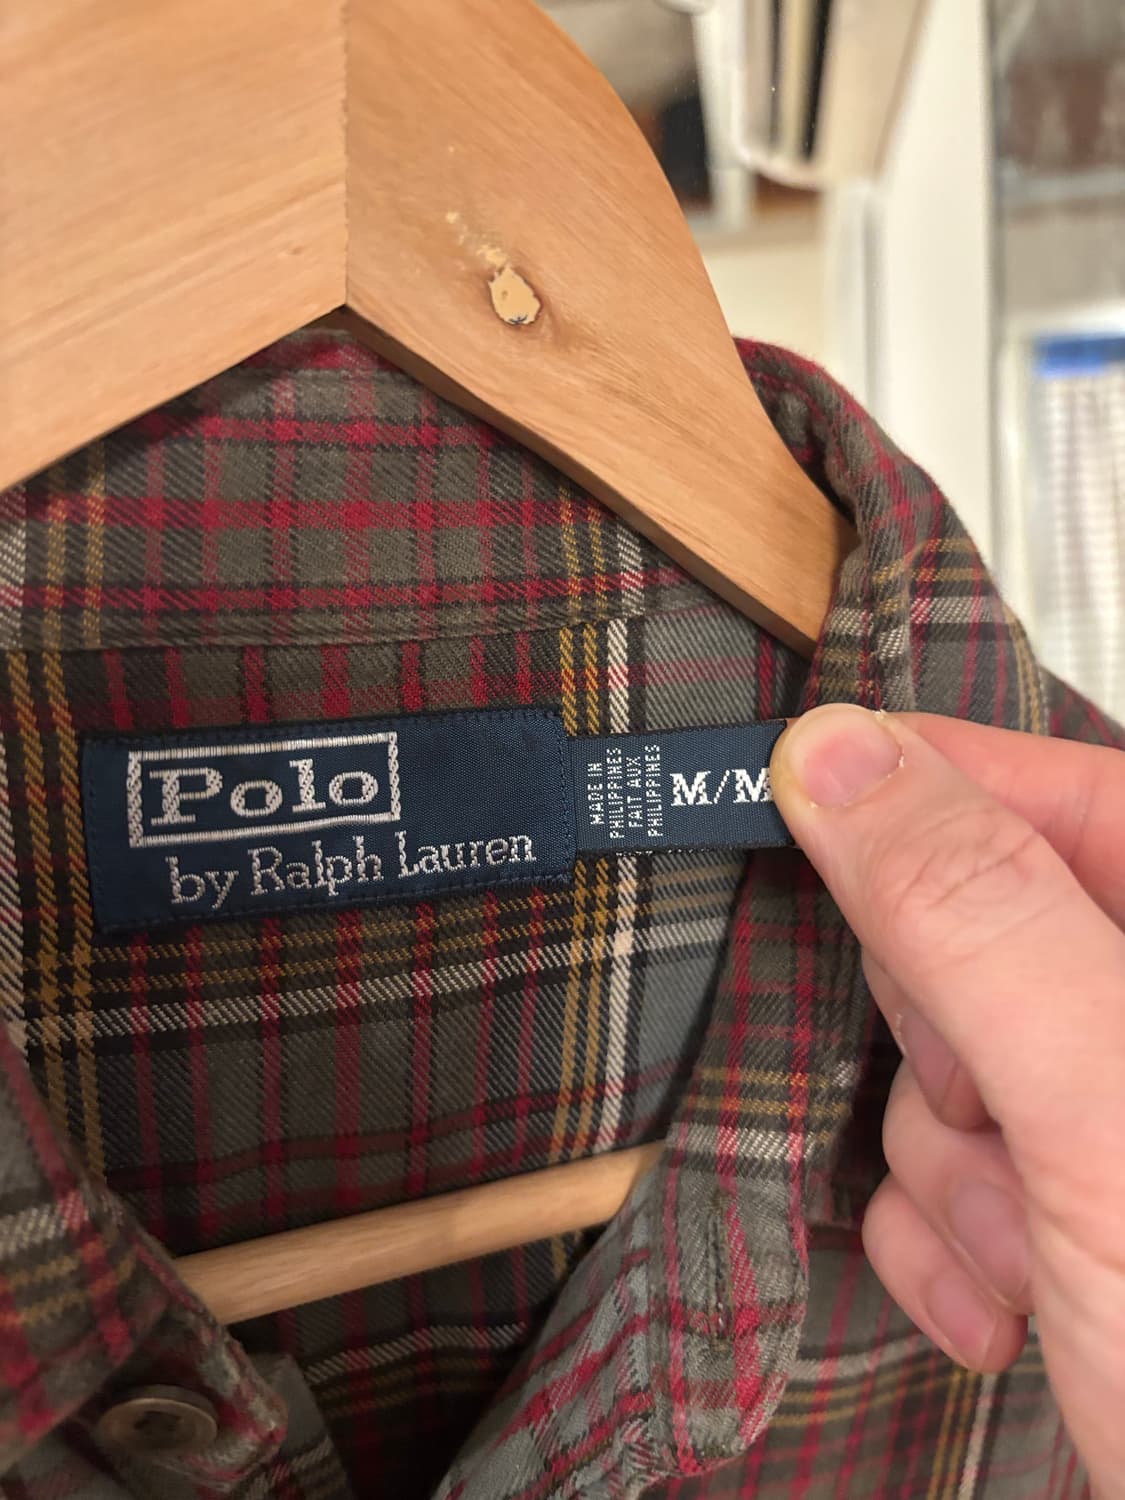 Polo
by Ralph Lauren
MADE IN
PHILIPPINES
FAIT AUX
PHILIPPINES
M/M